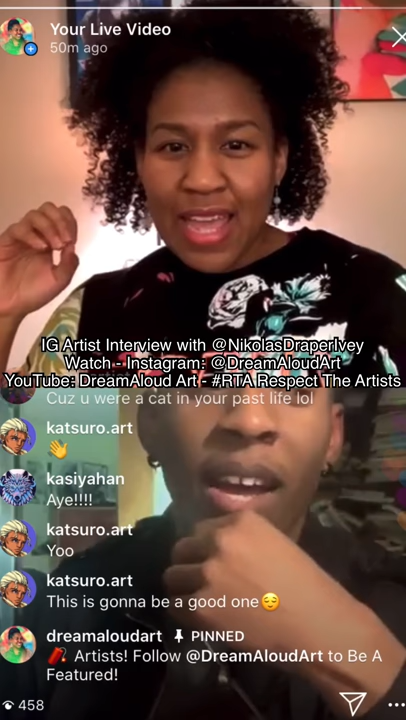 Your Live Video
50m ago
IG Artist Interview with @NikolasDraperIvey
Watch - Instagram: @DreamAloudArt
YouTube: DreamAloud Art - #RTA Respect The Artists
Cuz u were a cat in your past life lol
katsuro.art
👋
kasiyahan
Aye!!!!
katsuro.art
Yoo
katsuro.art
This is gonna be a good one😌
dreamaloudart 📌 PINNED
🧨 Artists! Follow @DreamAloudArt to Be A
Featured!
458